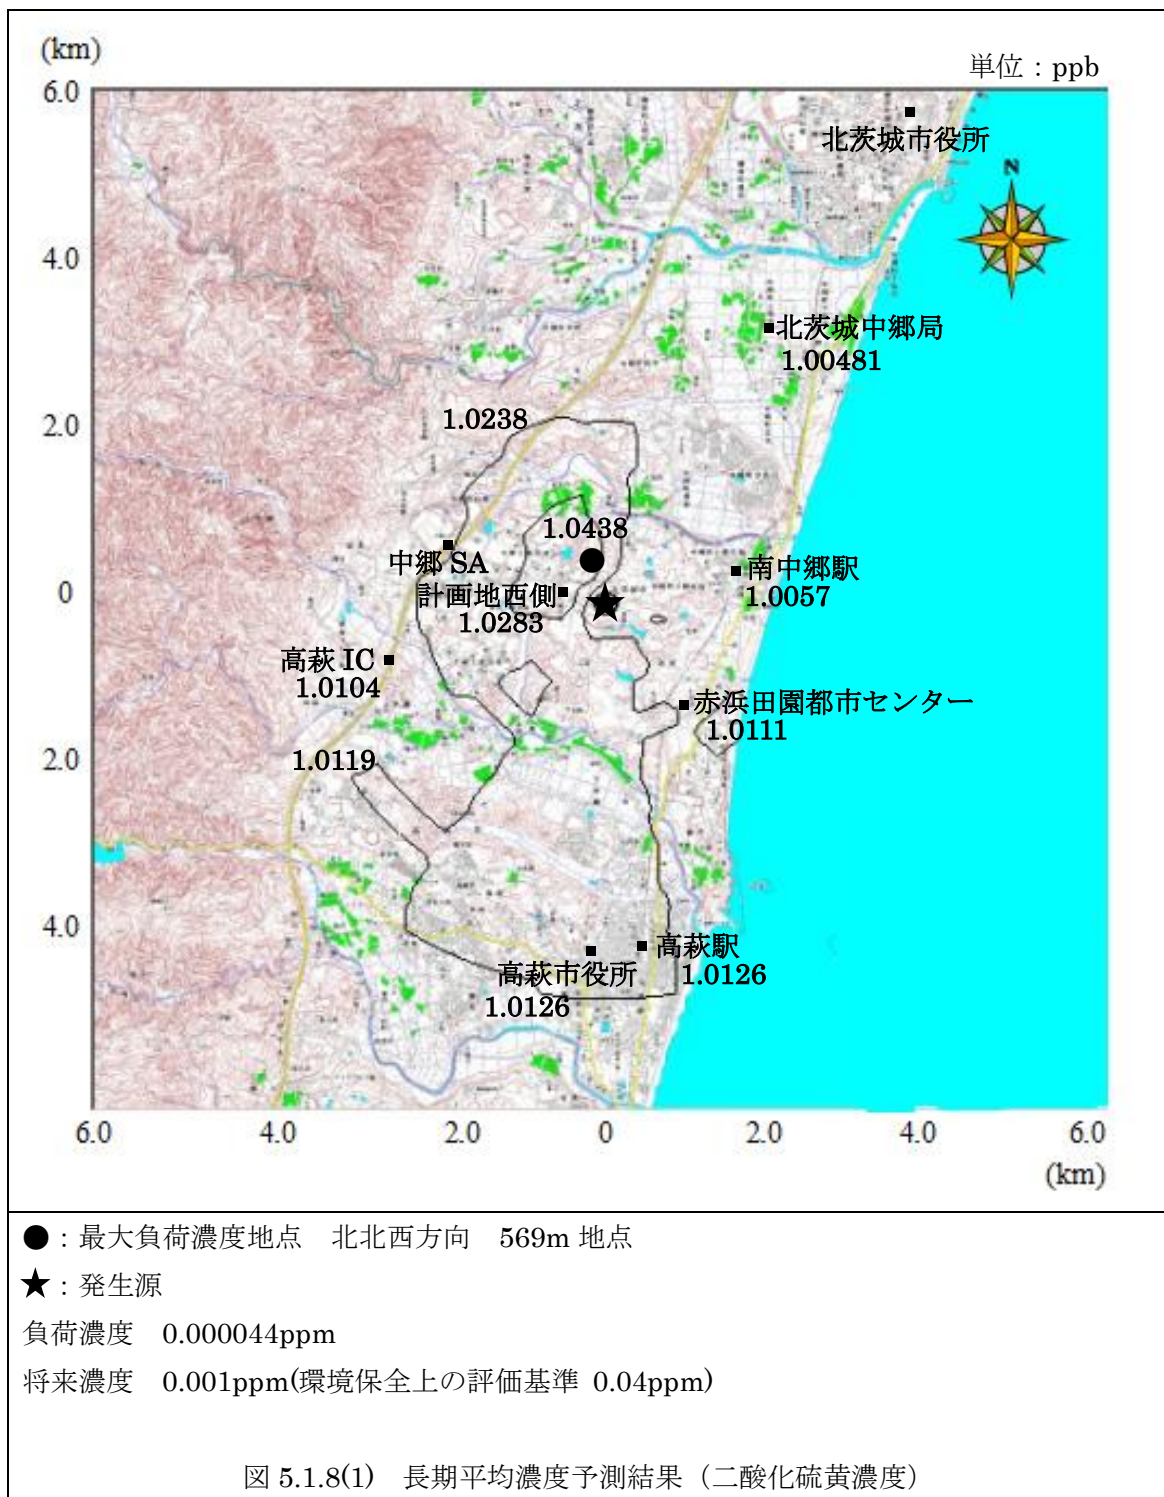 (km)
単位：ppb
6.0
北茨城市役所
N
4.0
北茨城中郷局
1.00481
2.0
1.0238
1.0438
中郷 SA
南中郷駅
0
計画地西側
1.0057
1.0283
高萩 IC
1.0104
赤浜田園都市センター
1.0111
2.0
1.0119
4.0
高萩駅
高萩市役所
1.0126
1.0126
6.0 4.0 2.0 0 2.0 4.0 6.0
(km)
●：最大負荷濃度地点　北北西方向　569m 地点
★：発生源
負荷濃度　0.000044ppm
将来濃度　0.001ppm(環境保全上の評価基準 0.04ppm)
図 5.1.8(1)　長期平均濃度予測結果（二酸化硫黄濃度）